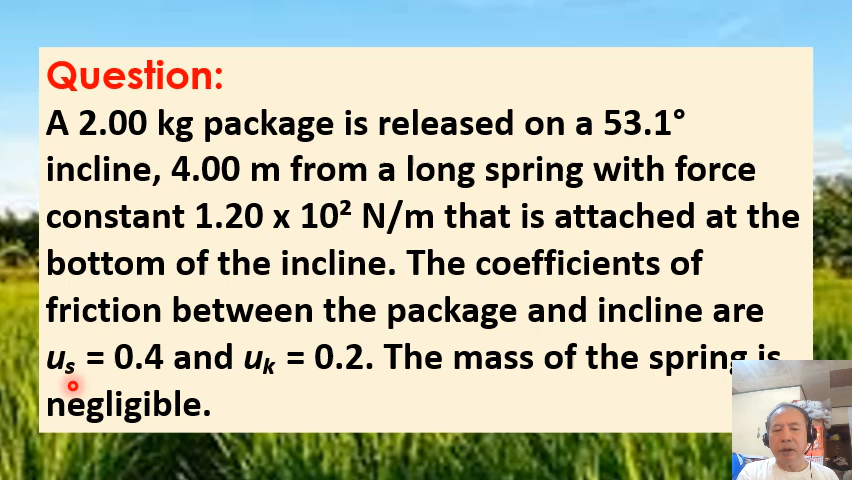 Question:
A 2.00 kg package is released on a 53.1°
incline, 4.00 m from a long spring with force
constant 1.20 x 10² N/m that is attached at the
bottom of the incline. The coefficients of
friction between the package and incline are
uₛ = 0.4 and uₖ = 0.2. The mass of the spring is
negligible.